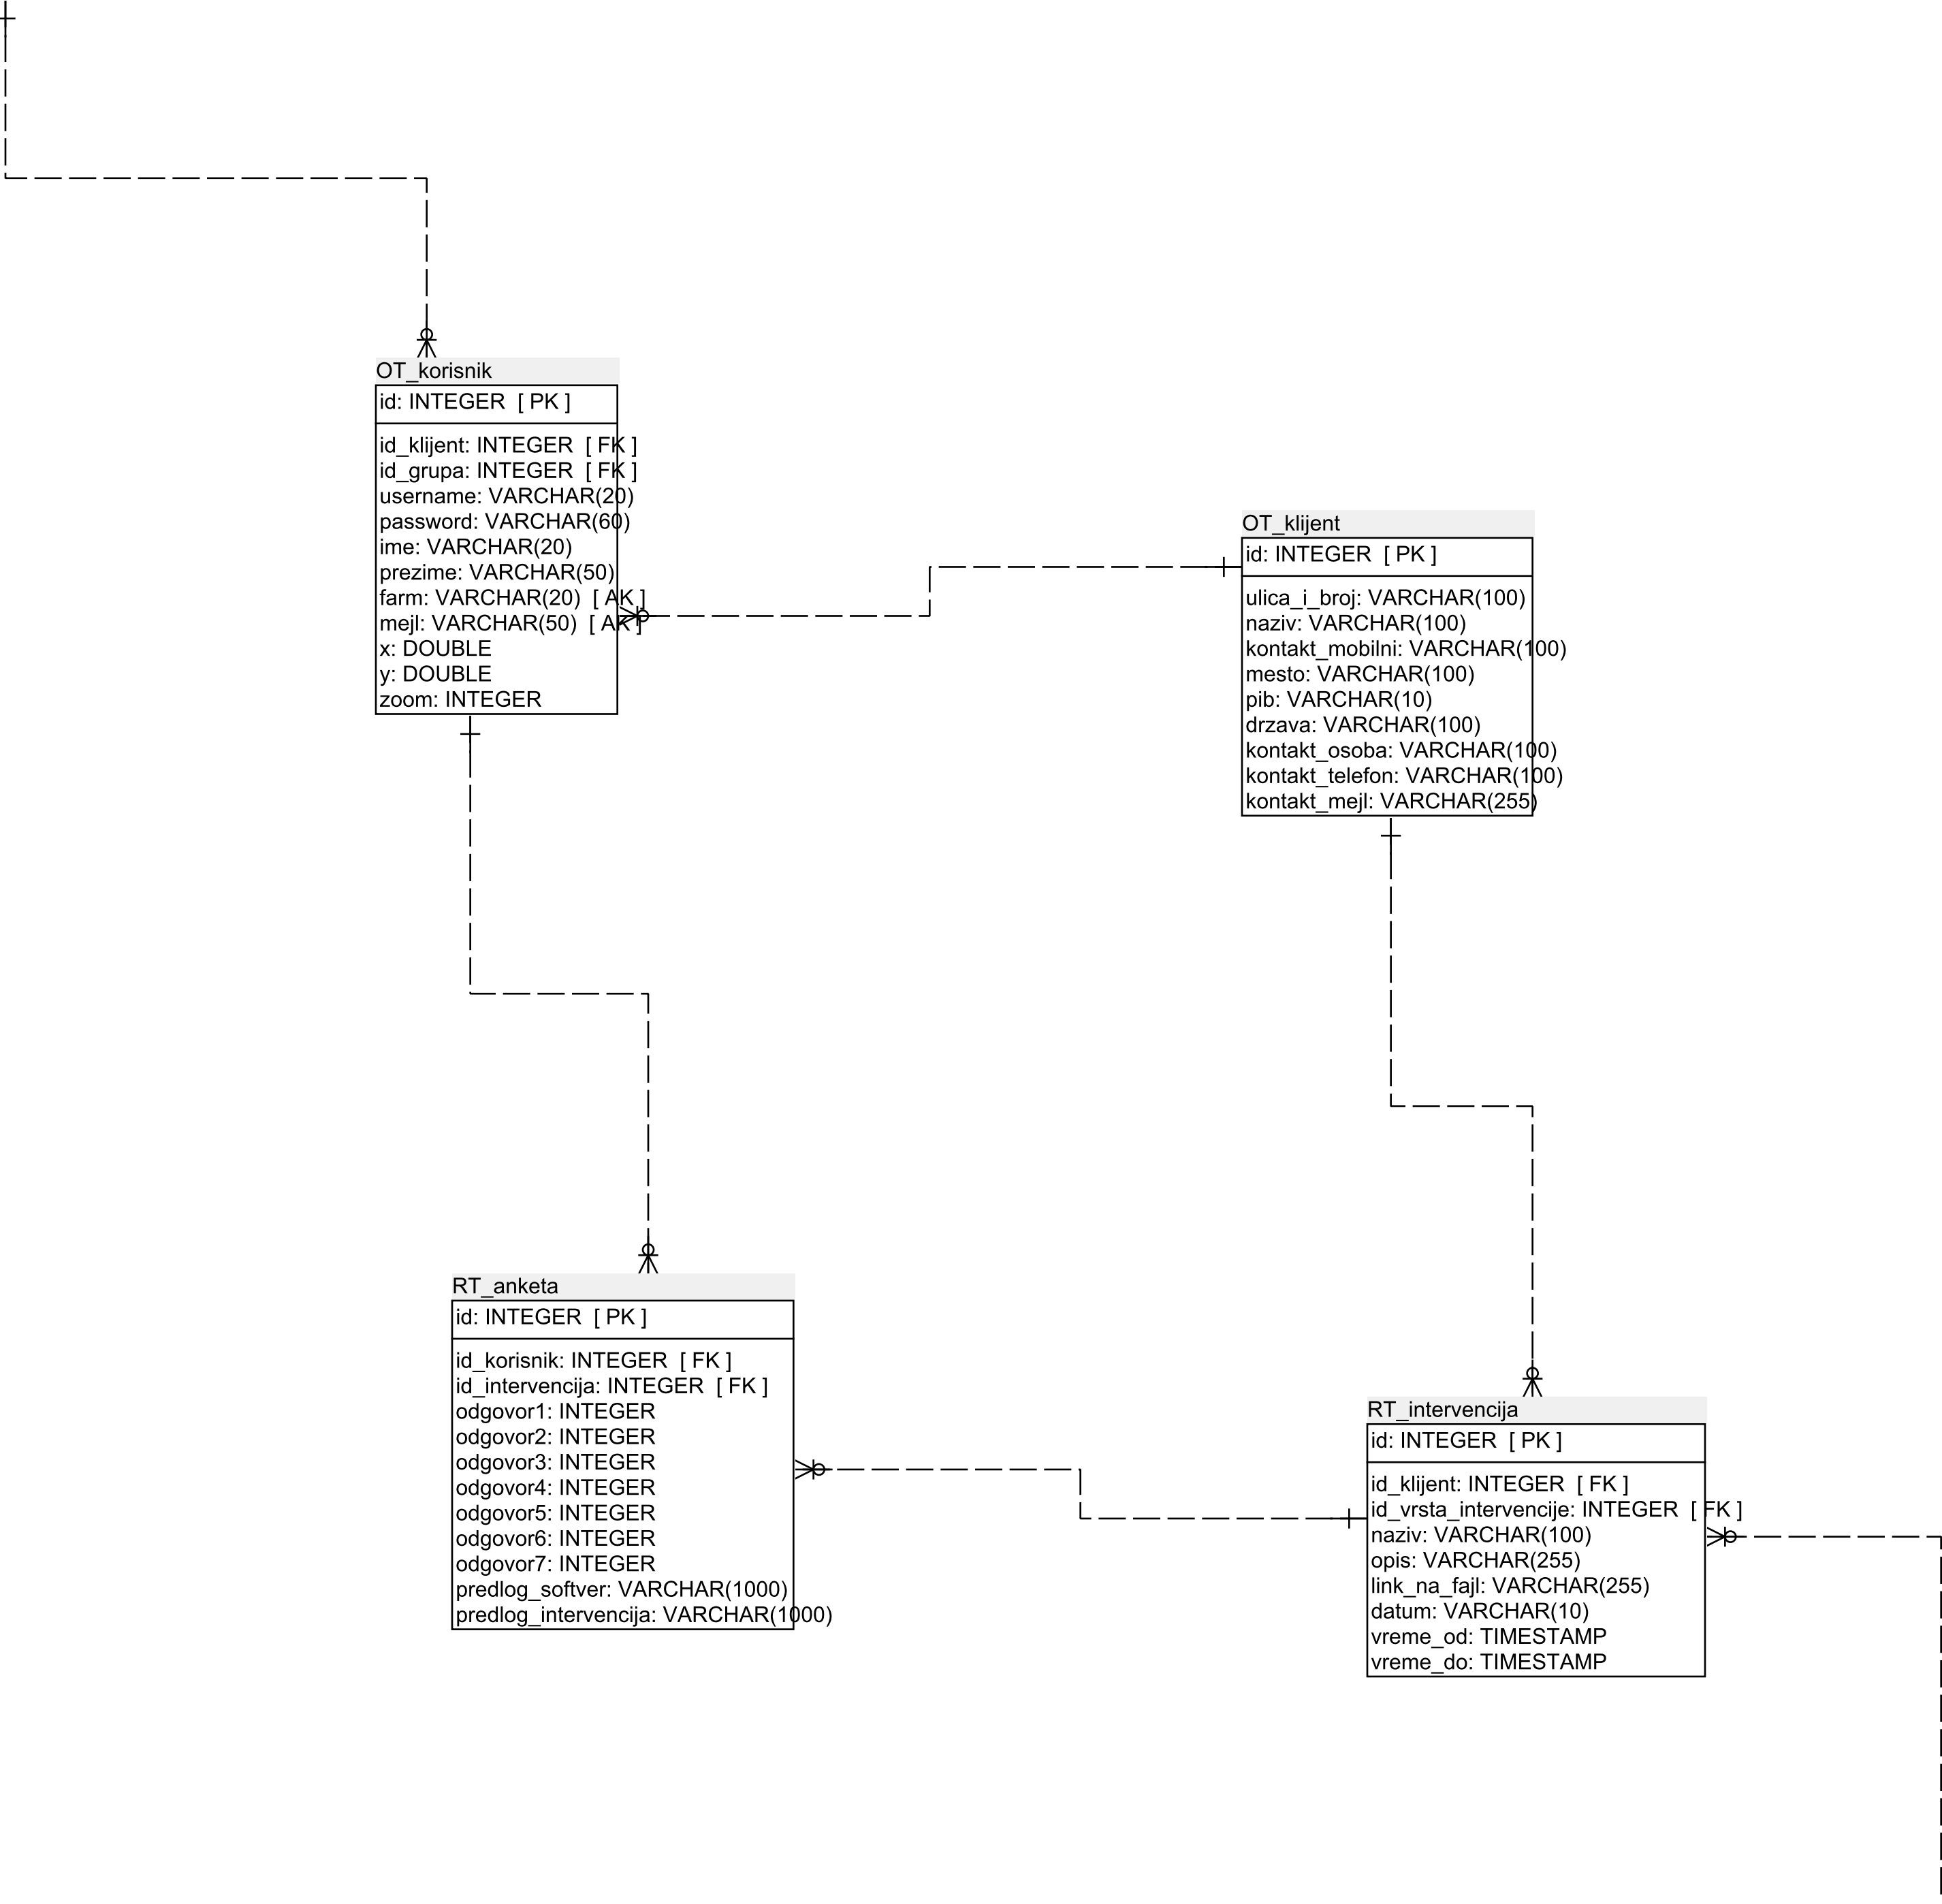 OT_korisnik
id: INTEGER [ PK ]
id_klijent: INTEGER [ FK ]
id_grupa: INTEGER [ FK ]
username: VARCHAR(20)
password: VARCHAR(60)
ime: VARCHAR(20)
prezime: VARCHAR(50)
farm: VARCHAR(20) [ AK ]
mejl: VARCHAR(50) [ AK ]
x: DOUBLE
y: DOUBLE
zoom: INTEGER
OT_klijent
id: INTEGER [ PK ]
ulica_i_broj: VARCHAR(100)
naziv: VARCHAR(100)
kontakt_mobilni: VARCHAR(100)
mesto: VARCHAR(100)
pib: VARCHAR(10)
drzava: VARCHAR(100)
kontakt_osoba: VARCHAR(100)
kontakt_telefon: VARCHAR(100)
kontakt_mejl: VARCHAR(255)
RT_anketa
id: INTEGER [ PK ]
id_korisnik: INTEGER [ FK ]
id_intervencija: INTEGER [ FK ]
odgovor1: INTEGER
odgovor2: INTEGER
odgovor3: INTEGER
odgovor4: INTEGER
odgovor5: INTEGER
odgovor6: INTEGER
odgovor7: INTEGER
predlog_softver: VARCHAR(1000)
predlog_intervencija: VARCHAR(1000)
RT_intervencija
id: INTEGER [ PK ]
id_klijent: INTEGER [ FK ]
id_vrsta_intervencije: INTEGER [ FK ]
naziv: VARCHAR(100)
opis: VARCHAR(255)
link_na_fajl: VARCHAR(255)
datum: VARCHAR(10)
vreme_od: TIMESTAMP
vreme_do: TIMESTAMP